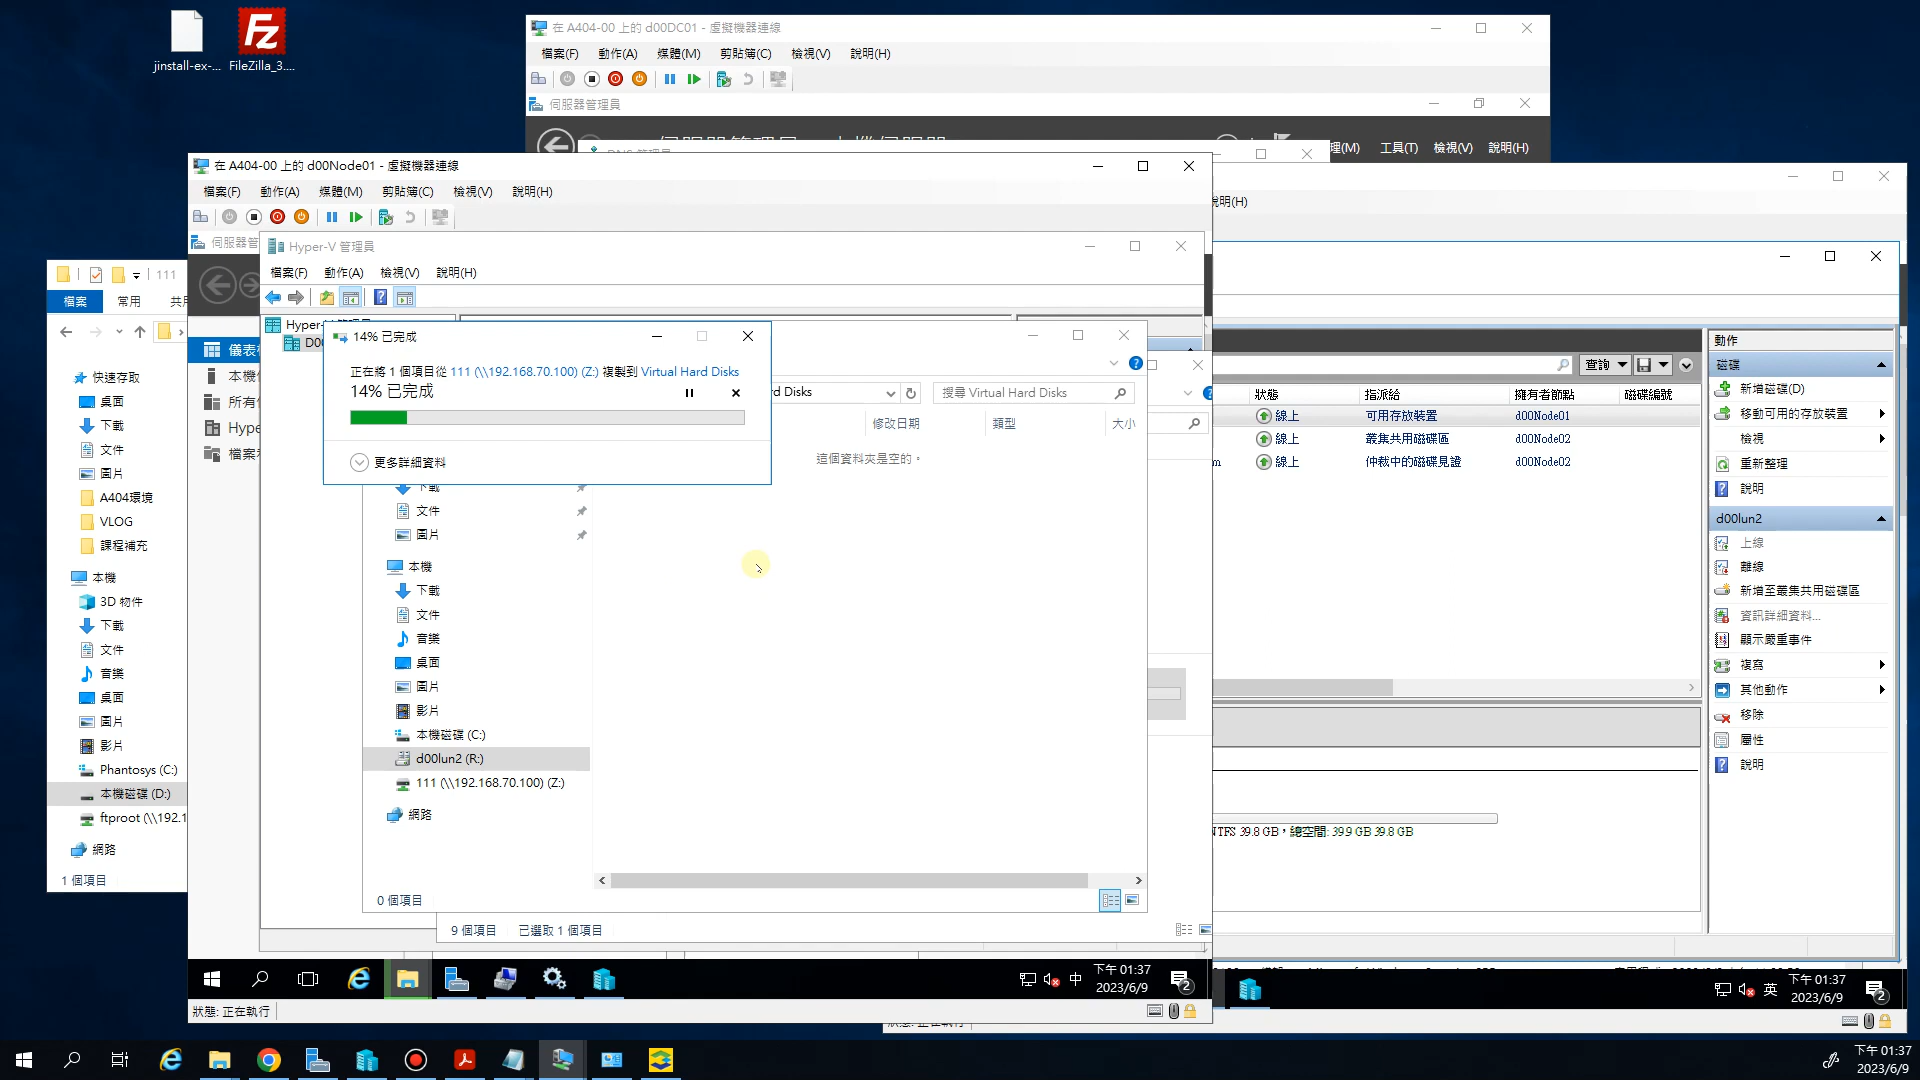 jinstall-ex-...
FileZilla_3....
在 A404-00 上的 d00DC01 - 虛擬機器連線
檔案(F) 動作(A) 媒體(M) 剪貼簿(C) 檢視(V) 說明(H)
伺服器管理員
理(M) 工具(T) 檢視(V) 說明(H)
在 A404-00 上的 d00Node01 - 虛擬機器連線
檔案(F) 動作(A) 媒體(M) 剪貼簿(C) 檢視(V) 說明(H)
說明(H)
伺服器管
Hyper-V 管理員
檔案(F) 動作(A) 檢視(V) 說明(H)
111
檔案 常用 共
快速存取
桌面
下載
文件
圖片
A404環境
VLOG
課程補充
本機
3D 物件
下載
文件
音樂
桌面
圖片
影片
Phantosys (C:)
本機磁碟 (D:)
ftproot (\\192.1
網路
1 個項目
儀表
本機
所有
Hype
檔案
14% 已完成
正在將 1 個項目從 111 (\\192.168.70.100) (Z:) 複製到 Virtual Hard Disks
14% 已完成
更多詳細資料
rd Disks
搜尋 Virtual Hard Disks
修改日期 類型 大小
這個資料夾是空的。
下載
文件
圖片
本機
下載
文件
音樂
桌面
圖片
影片
本機磁碟 (C:)
d00lun2 (R:)
111 (\\192.168.70.100) (Z:)
網路
0 個項目
9 個項目 已選取 1 個項目
查詢
狀態 指派給 擁有者節點 磁碟編號
線上 可用存放裝置 d00Node01
線上 叢集共用磁碟區 d00Node02
m 線上 仲裁中的磁碟見證 d00Node02
NTFS 39.8 GB，總空間: 39.9 GB 39.8 GB
動作
磁碟
新增磁碟(D)
移動可用的存放裝置
檢視
重新整理
說明
d00lun2
上線
離線
新增至叢集共用磁碟區
資訊詳細資料...
顯示嚴重事件
複寫
其他動作
移除
屬性
說明
中
下午 01:37
2023/6/9
2
狀態: 正在執行
英
下午 01:37
2023/6/9
2
下午 01:37
2023/6/9